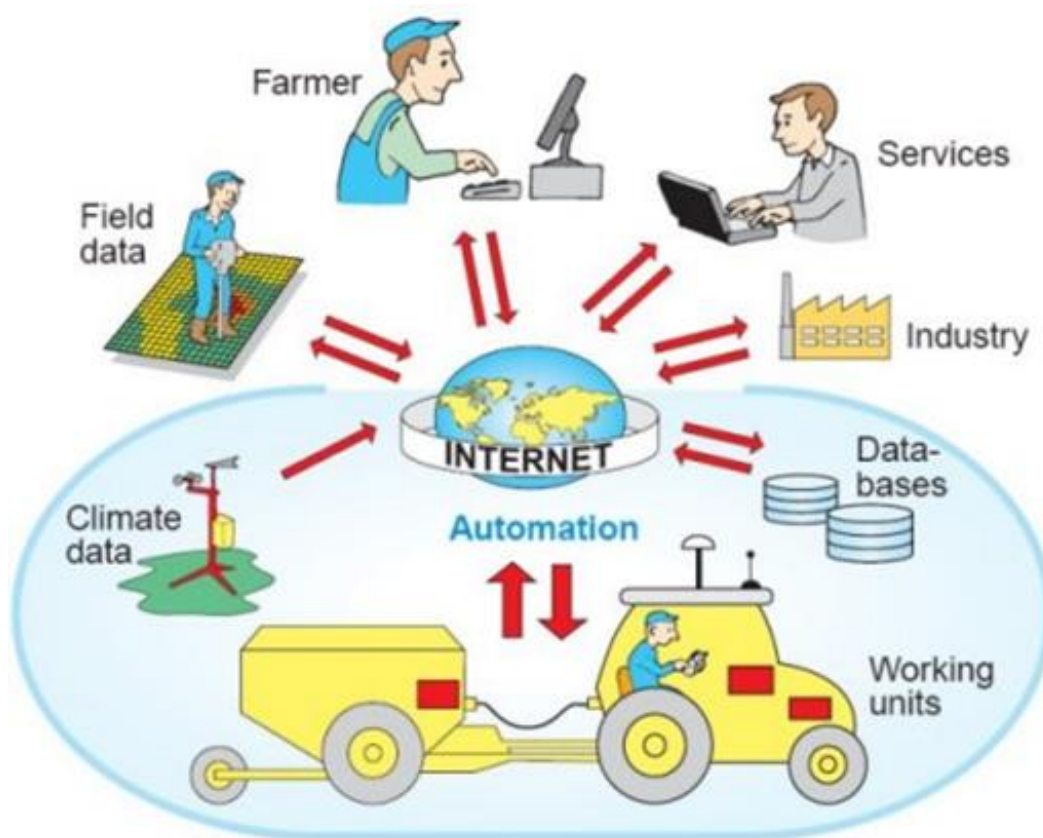 Farmer
Services
Field
data
Industry
INTERNET
Data-
bases
Climate
data
Automation
Working
units